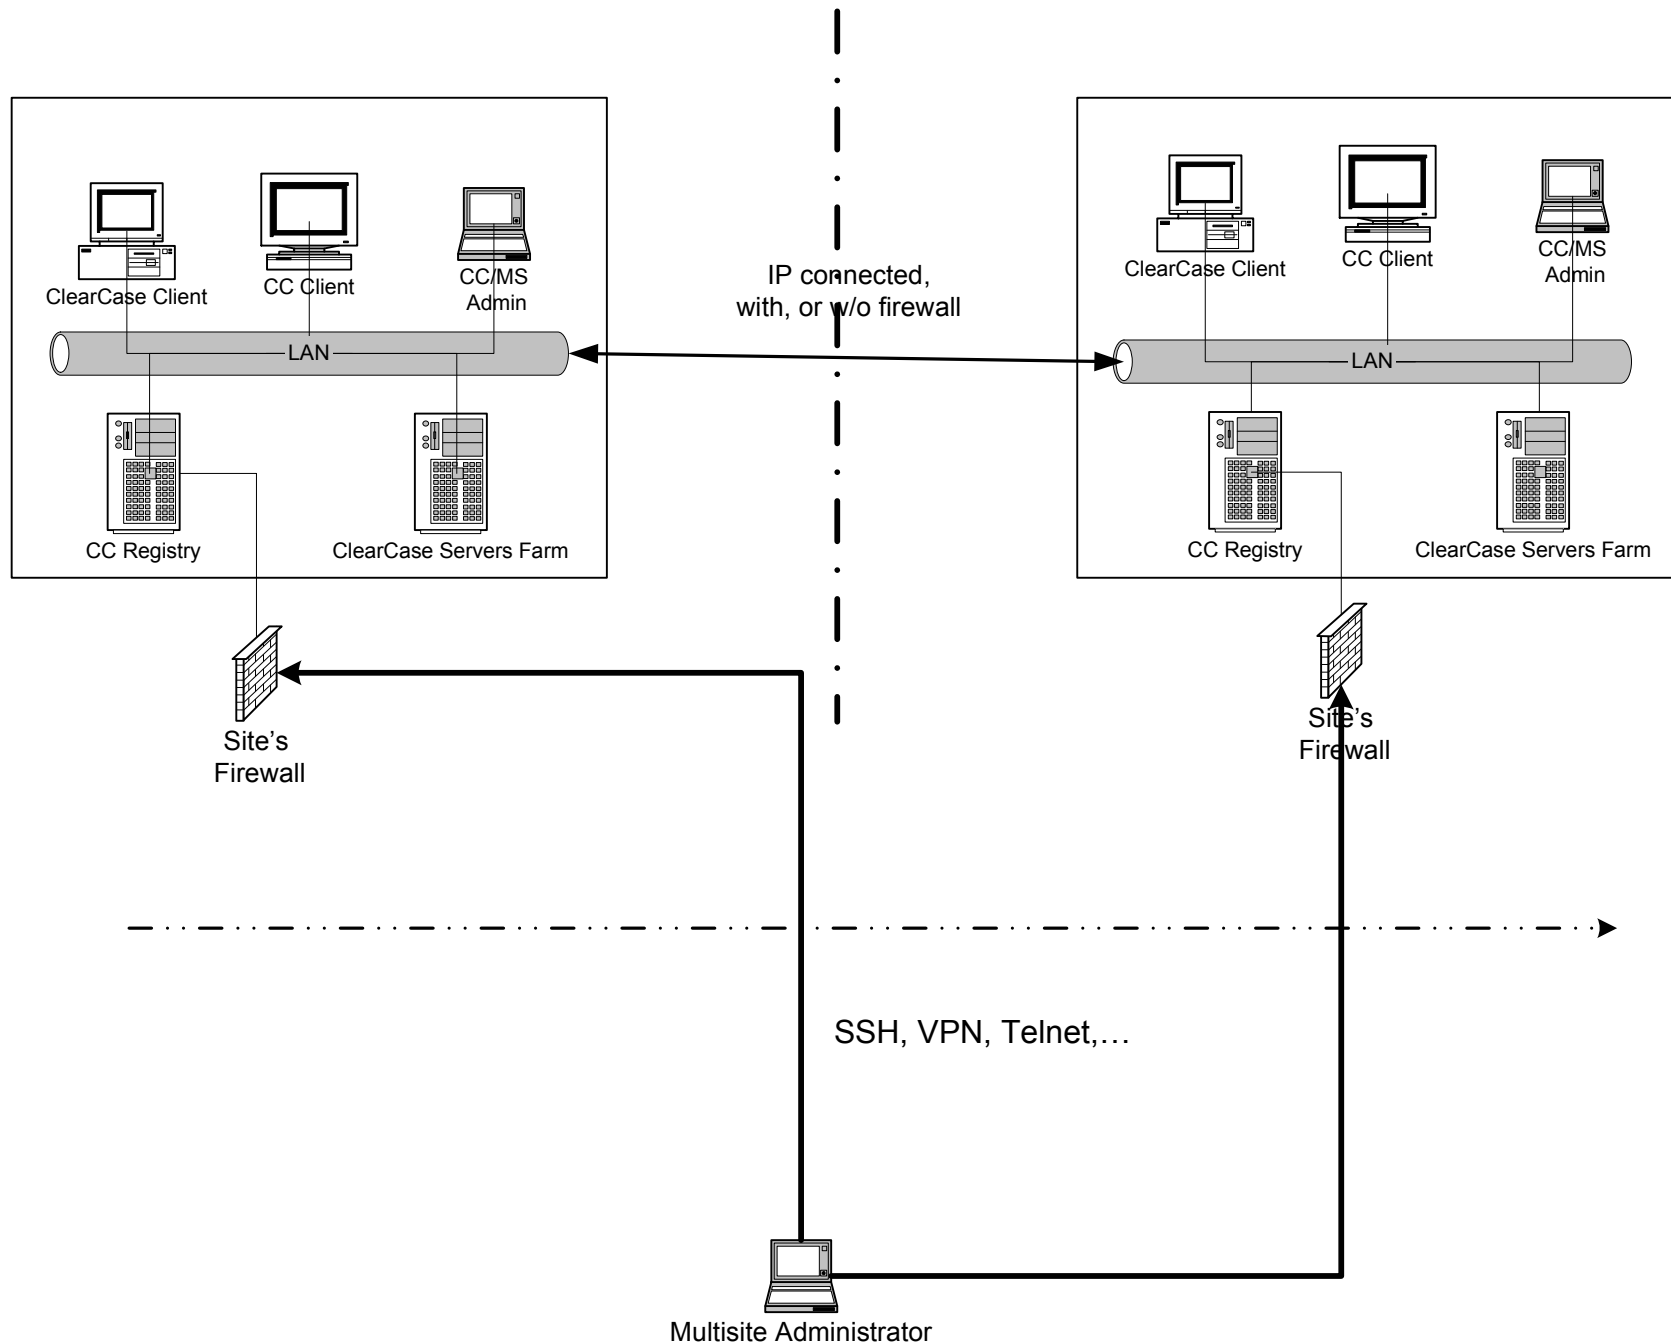 ClearCase Client
CC Client
CC/MS
Admin
LAN
CC Registry
ClearCase Servers Farm
IP connected,
with, or w/o firewall
ClearCase Client
CC Client
CC/MS
Admin
LAN
CC Registry
ClearCase Servers Farm
Site’s
Firewall
Site’s
Firewall
SSH, VPN, Telnet,…
Multisite Administrator